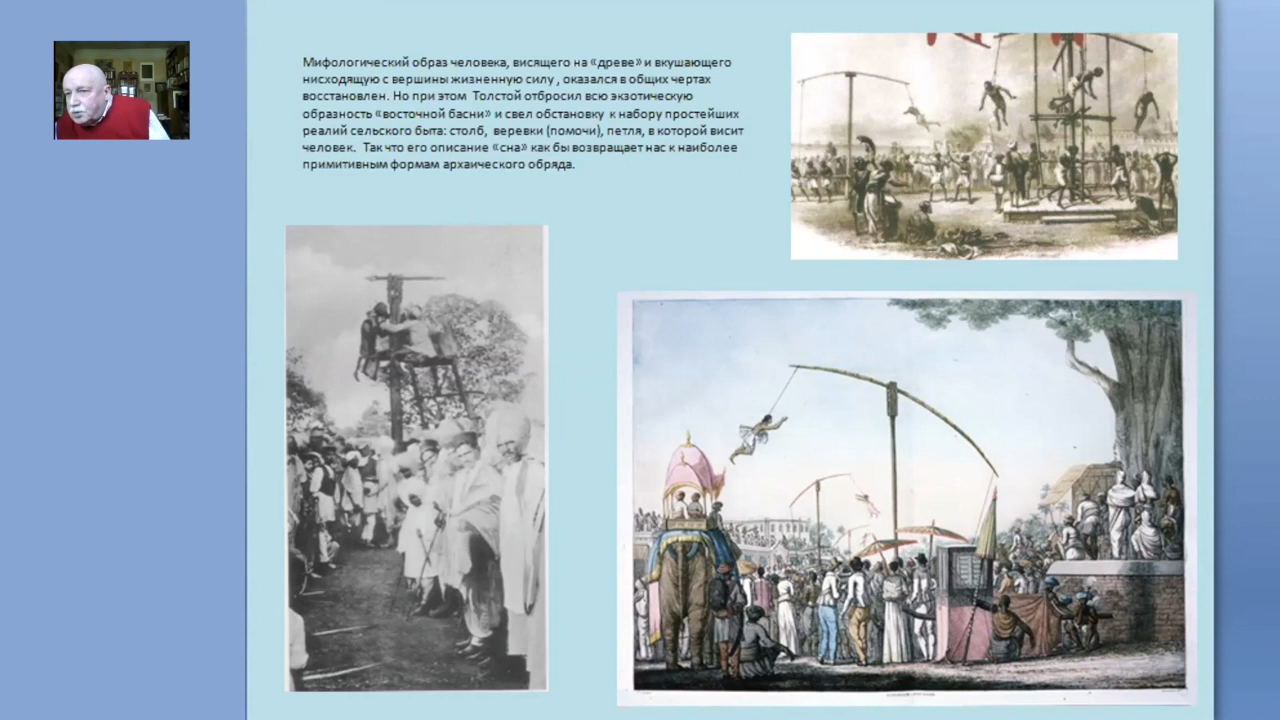 Мифологический образ человека, висящего на «древе» и вкушающего
нисходящую с вершины жизненную силу , оказался в общих чертах
восстановлен. Но при этом Толстой отбросил всю экзотическую
образность «восточной басни» и свел обстановку к набору простейших
реалий сельского быта: столб, веревки (помочи), петля, в которой висит
человек. Так что его описание «сна» как бы возвращает нас к наиболее
примитивным формам архаического обряда.